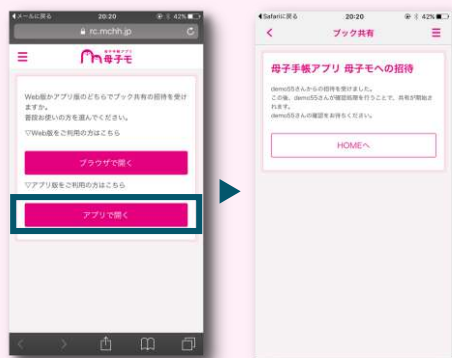 メールに戻る
20:20
42%
rc.mchh.jp
母子手帳アプリ
母子モ
Web版かアプリ版のどちらでブック共有の招待を受け
ますか。
普段お使いの方を選んでください。
▽Web版をご利用の方はこちら
ブラウザで開く
▽アプリ版をご利用の方はこちら
アプリで開く
Safariに戻る
20:20
42%
ブック共有
母子手帳アプリ 母子モへの招待
demo55さんからの招待を受けました。
この後、demo55さんが確認処理を行うことで、共有が開始さ
れます。
demo55さんの確認をお待ちください。
HOMEへ